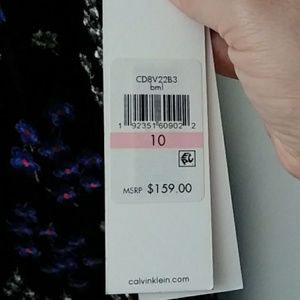 CD8V22B3
bml
1 92351 60902 2
10
MSRP $159.00
calvinklein.com